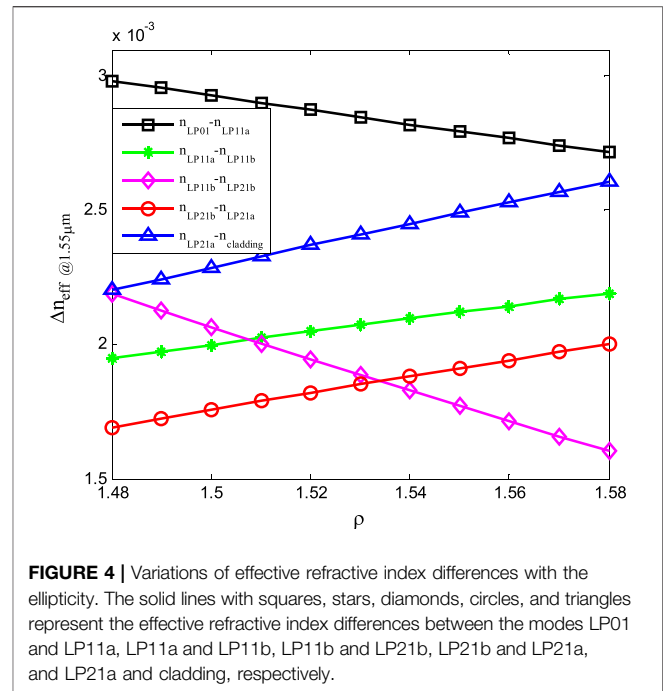 × 10⁻³
3
2.5
2
1.5
Δn_eff @1.55μm
n_LP01-n_LP11a
n_LP11a-n_LP11b
n_LP11b-n_LP21b
n_LP21b-n_LP21a
n_LP21a-n_cladding
1.48 1.5 1.52 1.54 1.56 1.58
ρ
FIGURE 4 | Variations of effective refractive index differences with the
ellipticity. The solid lines with squares, stars, diamonds, circles, and triangles
represent the effective refractive index differences between the modes LP01
and LP11a, LP11a and LP11b, LP11b and LP21b, LP21b and LP21a,
and LP21a and cladding, respectively.